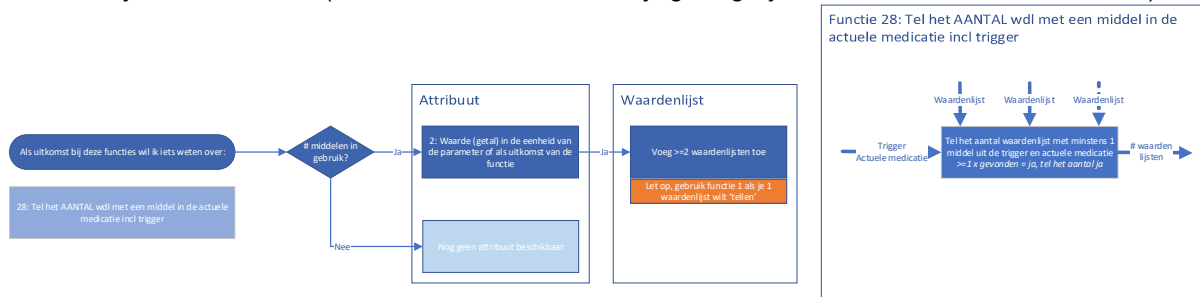 Functie 28: Tel het AANTAL wdl met een middel in de
actuele medicatie incl trigger
Attribuut
Waardenlijst
Als uitkomst bij deze functies wil ik iets weten over:
# middelen in
gebruik?
Ja
2: Waarde (getal) in de eenheid van
de parameter of als uitkomst van de
functie
Ja
Voeg >=2 waardenlijsten toe
Let op, gebruik functie 1 als je 1
waardenlijst wilt 'tellen'
28: Tel het AANTAL wdl met een middel in de actuele
medicatie incl trigger
Nee
Nog geen attribuut beschikbaar
Waardenlijst
Waardenlijst
Waardenlijst
Trigger
Actuele medicatie
Tel het aantal waardenlijst met minstens 1
middel uit de trigger en actuele medicatie
>=1 x gevonden = ja, tel het aantal ja
# waarden
lijsten